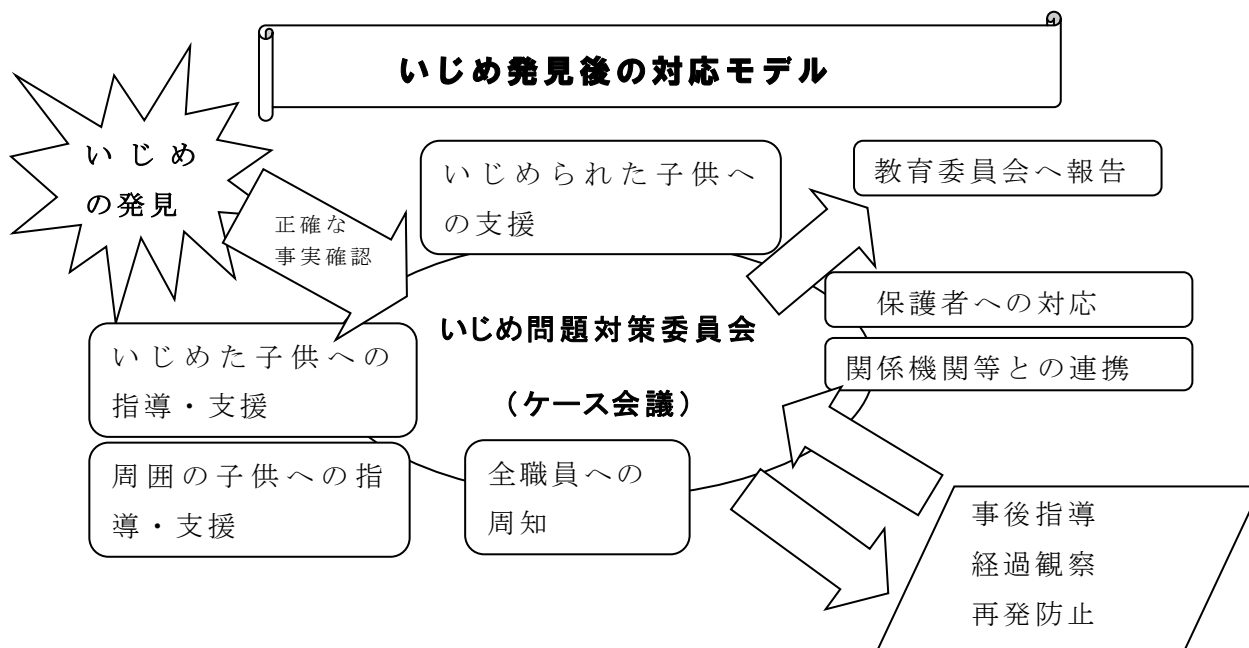 いじめ発見後の対応モデル
いじめ
の発見
正確な
事実確認
いじめられた子供へ
の支援
教育委員会へ報告
保護者への対応
関係機関等との連携
いじめ問題対策委員会
（ケース会議）
いじめた子供への
指導・支援
周囲の子供への指
導・支援
全職員への
周知
事後指導
経過観察
再発防止